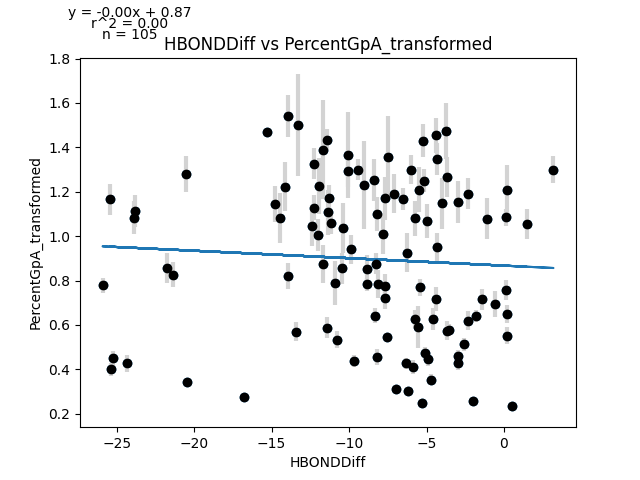 y = -0.00x + 0.87
r^2 = 0.00
n = 105
HBONDDiff vs PercentGpA_transformed
PercentGpA_transformed
1.8
1.6
1.4
1.2
1.0
0.8
0.6
0.4
0.2
−25
−20
−15
−10
−5
0
HBONDDiff